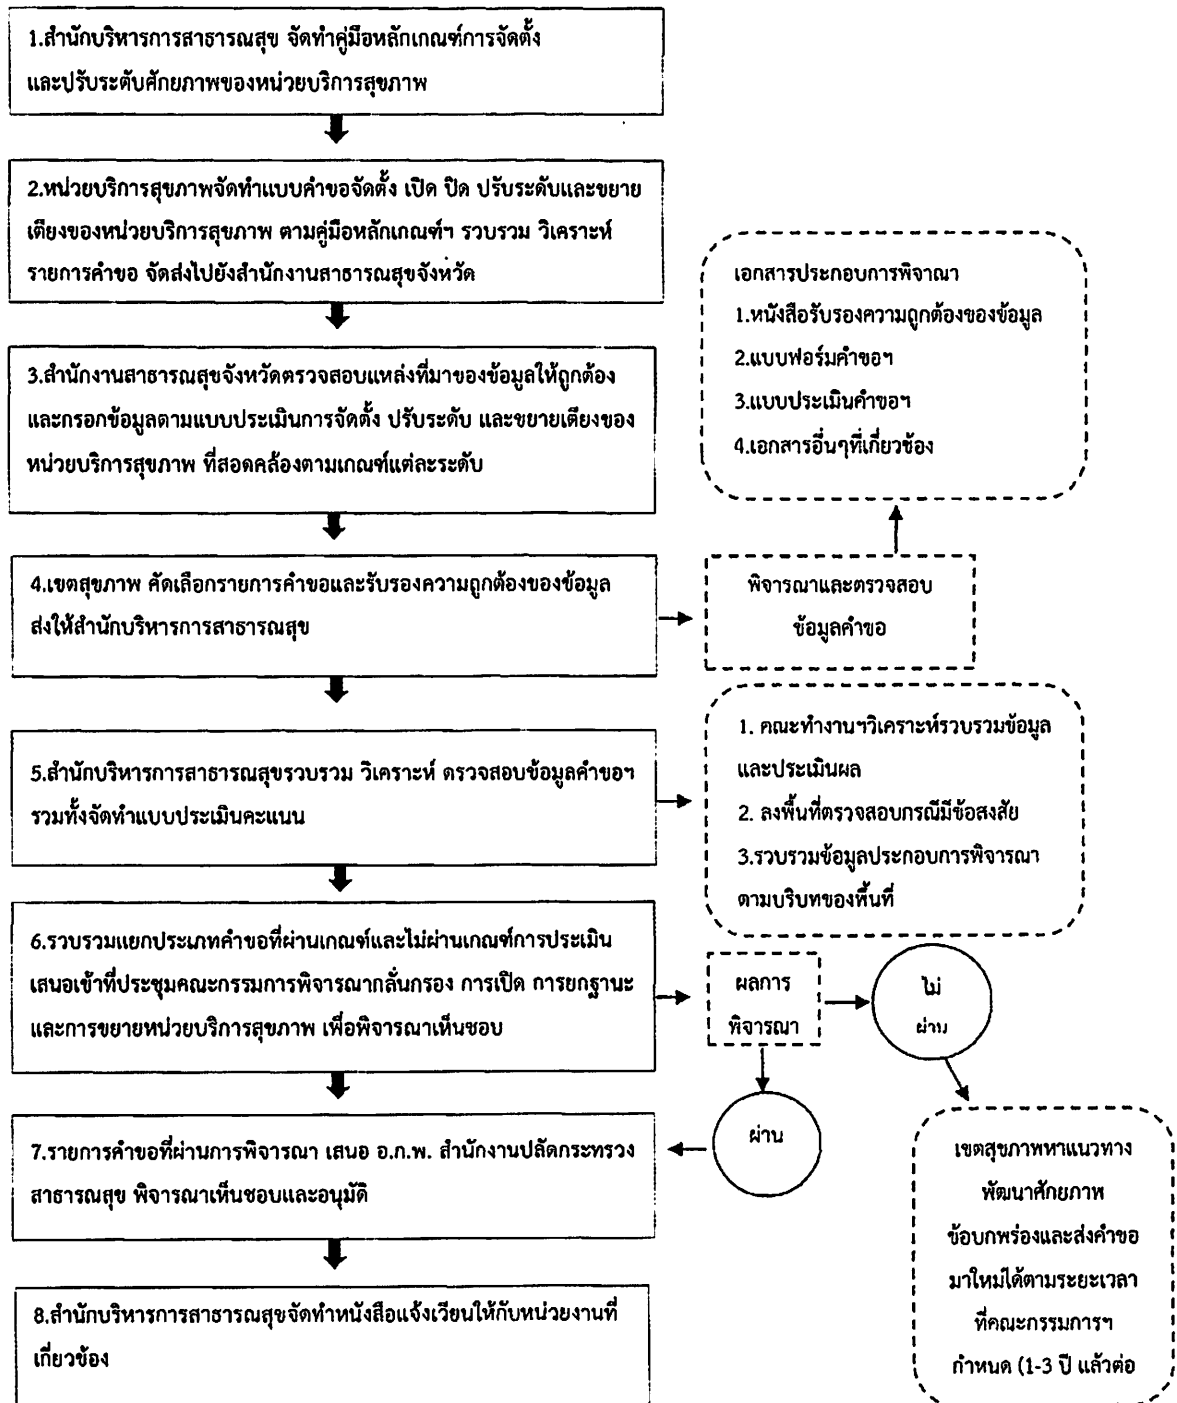 1.สำนักบริหารการสาธารณสุข จัดทำคู่มือหลักเกณฑ์การจัดตั้ง
และปรับระดับศักยภาพของหน่วยบริการสุขภาพ
2.หน่วยบริการสุขภาพจัดทำแบบคำขอจัดตั้ง เปิด ปิด ปรับระดับและขยาย
เตียงของหน่วยบริการสุขภาพ ตามคู่มือหลักเกณฑ์ฯ รวบรวม วิเคราะห์
รายการคำขอ จัดส่งไปยังสำนักงานสาธารณสุขจังหวัด
3.สำนักงานสาธารณสุขจังหวัดตรวจสอบแหล่งที่มาของข้อมูลให้ถูกต้อง
และกรอกข้อมูลตามแบบประเมินการจัดตั้ง ปรับระดับ และขยายเตียงของ
หน่วยบริการสุขภาพ ที่สอดคล้องตามเกณฑ์แต่ละระดับ
เอกสารประกอบการพิจาณา
1.หนังสือรับรองความถูกต้องของข้อมูล
2.แบบฟอร์มคำขอฯ
3.แบบประเมินคำขอฯ
4.เอกสารอื่นๆที่เกี่ยวข้อง
4.เขตสุขภาพ คัดเลือกรายการคำขอและรับรองความถูกต้องของข้อมูล
ส่งให้สำนักบริหารการสาธารณสุข
พิจารณาและตรวจสอบ
ข้อมูลคำขอ
5.สำนักบริหารการสาธารณสุขรวบรวม วิเคราะห์ ตรวจสอบข้อมูลคำขอฯ
รวมทั้งจัดทำแบบประเมินคะแนน
1. คณะทำงานฯวิเคราะห์รวบรวมข้อมูล
และประเมินผล
2. ลงพื้นที่ตรวจสอบกรณีมีข้อสงสัย
3.รวบรวมข้อมูลประกอบการพิจารณา
ตามบริบทของพื้นที่
6.รวบรวมแยกประเภทคำขอที่ผ่านเกณฑ์และไม่ผ่านเกณฑ์การประเมิน
เสนอเข้าที่ประชุมคณะกรรมการพิจารณากลั่นกรอง การเปิด การยกฐานะ
และการขยายหน่วยบริการสุขภาพ เพื่อพิจารณาเห็นชอบ
ผลการ
พิจารณา
ไม่
ผ่าน
ผ่าน
7.รายการคำขอที่ผ่านการพิจารณา เสนอ อ.ก.พ. สำนักงานปลัดกระทรวง
สาธารณสุข พิจารณาเห็นชอบและอนุมัติ
เขตสุขภาพหาแนวทาง
พัฒนาศักยภาพ
ข้อบกพร่องและส่งคำขอ
มาใหม่ได้ตามระยะเวลา
ที่คณะกรรมการฯ
กำหนด (1-3 ปี แล้วต่อ
8.สำนักบริหารการสาธารณสุขจัดทำหนังสือแจ้งเวียนให้กับหน่วยงานที่
เกี่ยวข้อง